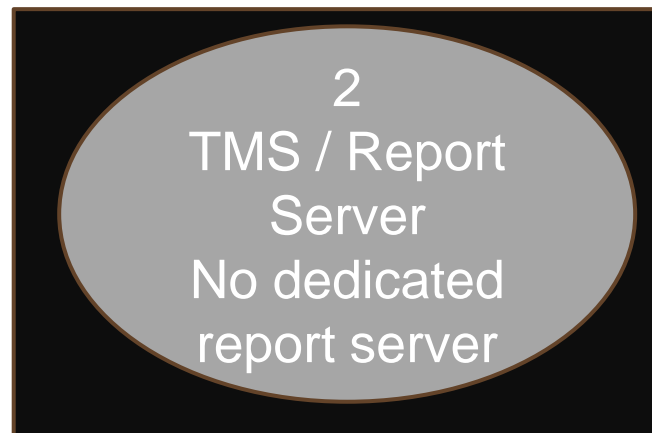 2
TMS / Report
Server
No dedicated
report server